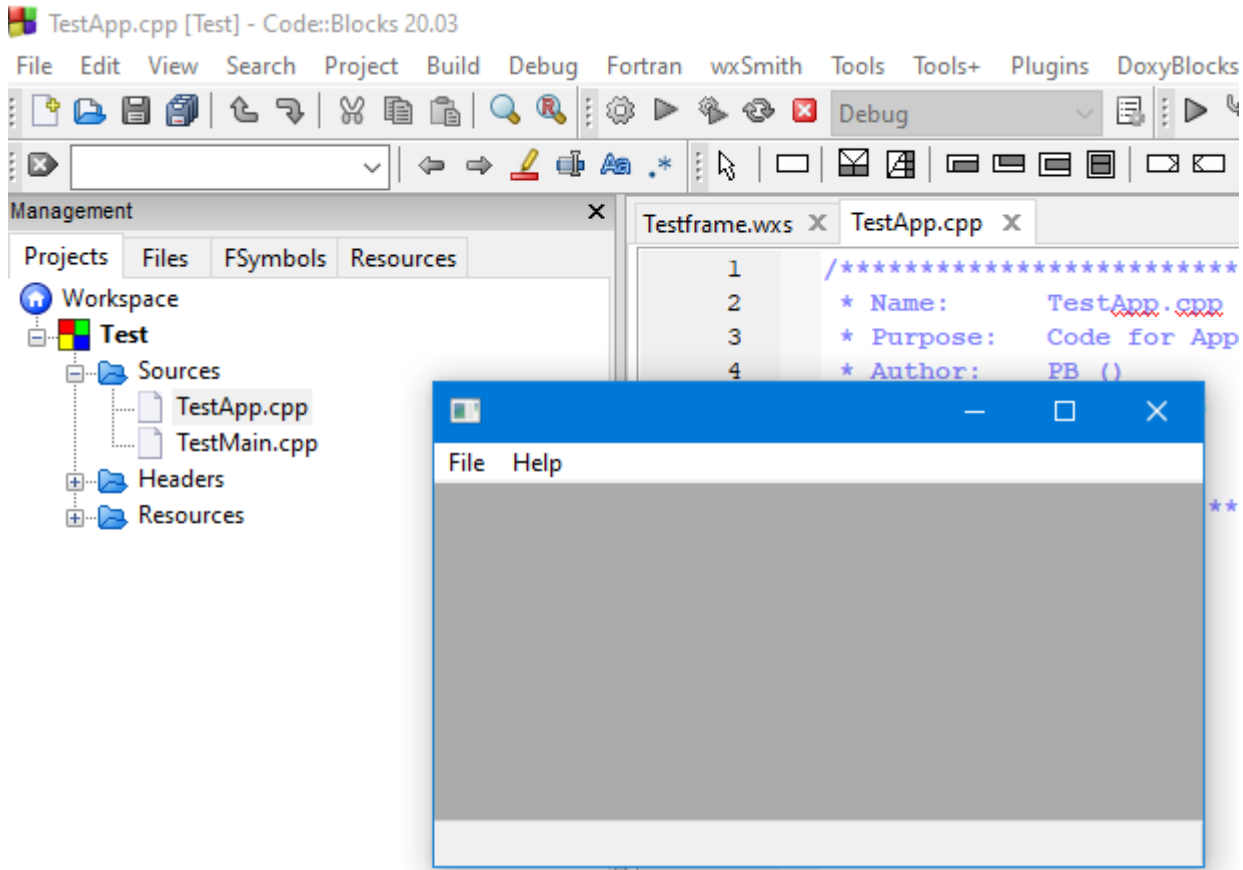 TestApp.cpp [Test] - Code::Blocks 20.03
File Edit View Search Project Build Debug Fortran wxSmith Tools Tools+ Plugins DoxyBlocks
Debug
Management
Projects Files FSymbols Resources
Workspace
Test
Sources
TestApp.cpp
TestMain.cpp
Headers
Resources
Testframe.wxs TestApp.cpp
1 /**************************
2 * Name: TestApp.cpp
3 * Purpose: Code for App
4 * Author: PB ()
**
File Help